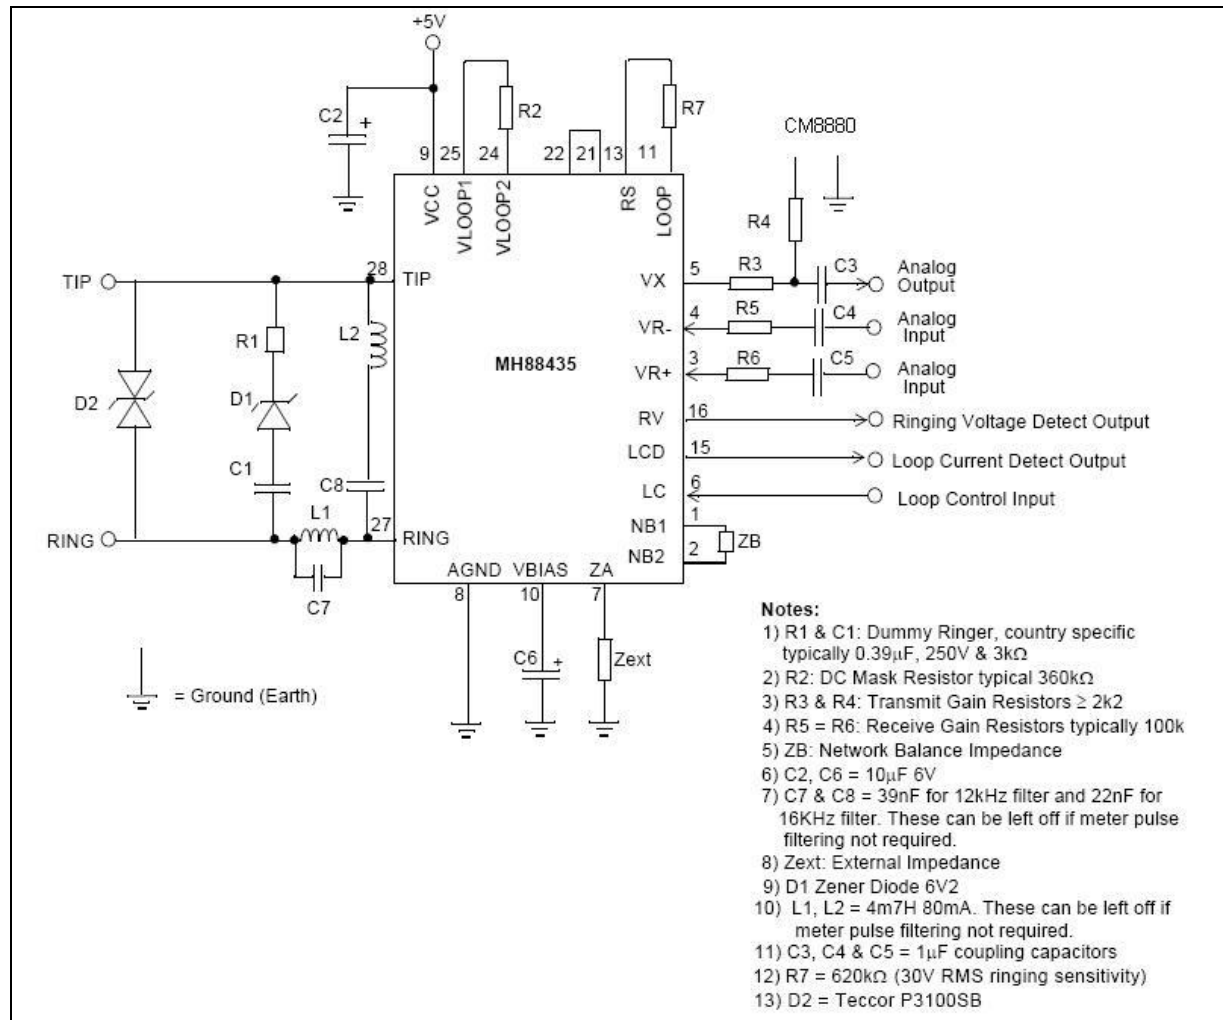 +5V
C2
+
R2
R7
CM8880
9
25
24
22
21
13
11
VCC
VLOOP1
VLOOP2
RS
LOOP
R4
TIP
28
TIP
VX
5
R3
C3
Analog
Output
R1
L2
VR-
4
R5
C4
Analog
Input
MH88435
D2
D1
VR+
3
R6
C5
Analog
Input
RV
16
Ringing Voltage Detect Output
C1
C8
LCD
15
Loop Current Detect Output
LC
6
Loop Control Input
L1
27
NB1
1
RING
RING
ZB
NB2
2
C7
AGND
VBIAS
ZA
8
10
7
C6
+
Zext
= Ground (Earth)
Notes:
1) R1 & C1: Dummy Ringer, country specific
typically 0.39µF, 250V & 3kΩ
2) R2: DC Mask Resistor typical 360kΩ
3) R3 & R4: Transmit Gain Resistors ≥ 2k2
4) R5 = R6: Receive Gain Resistors typically 100k
5) ZB: Network Balance Impedance
6) C2, C6 = 10µF 6V
7) C7 & C8 = 39nF for 12kHz filter and 22nF for
16KHz filter. These can be left off if meter pulse
filtering not required.
8) Zext: External Impedance
9) D1 Zener Diode 6V2
10) L1, L2 = 4m7H 80mA. These can be left off if
meter pulse filtering not required.
11) C3, C4 & C5 = 1µF coupling capacitors
12) R7 = 620kΩ (30V RMS ringing sensitivity)
13) D2 = Teccor P3100SB